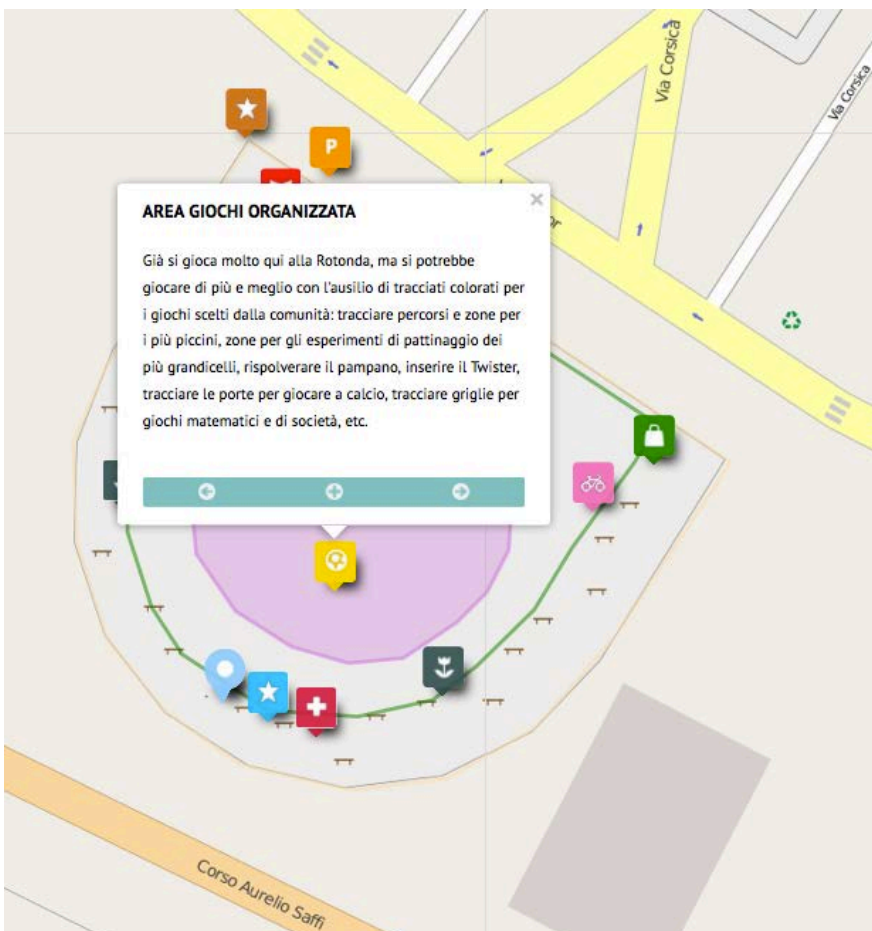 Via Corsica
Via Corsica
P
AREA GIOCHI ORGANIZZATA
Già si gioca molto qui alla Rotonda, ma si potrebbe
giocare di più e meglio con l'ausilio di tracciati colorati per
i giochi scelti dalla comunità: tracciare percorsi e zone per
i più piccini, zone per gli esperimenti di pattinaggio dei
più grandicelli, rispolverare il pampano, inserire il Twister,
tracciare le porte per giocare a calcio, tracciare griglie per
giochi matematici e di società, etc.
Corso Aurelio Saffi